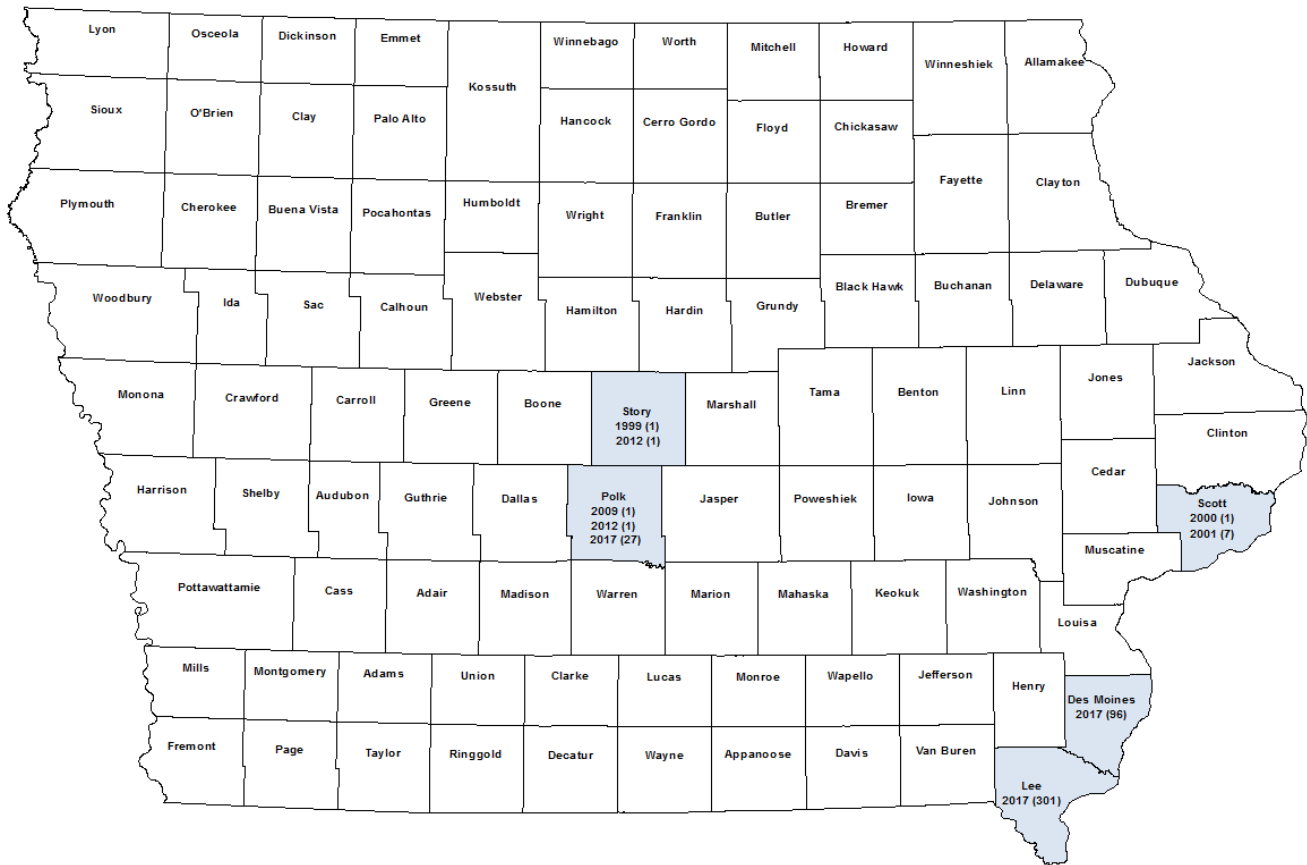 Lyon
Osceola
Dickinson
Emmet
Kossuth
Winnebago
Worth
Mitchell
Howard
Winneshiek
Allamakee
Sioux
O'Brien
Clay
Palo Alto
Hancock
Cerro Gordo
Floyd
Chickasaw
Fayette
Clayton
Plymouth
Cherokee
Buena Vista
Pocahontas
Humboldt
Wright
Franklin
Butler
Bremer
Woodbury
Ida
Sac
Calhoun
Webster
Hamilton
Hardin
Grundy
Black Hawk
Buchanan
Delaware
Dubuque
Jackson
Monona
Crawford
Carroll
Greene
Boone
Story
1999 (1)
2012 (1)
Marshall
Tama
Benton
Linn
Jones
Clinton
Harrison
Shelby
Audubon
Guthrie
Dallas
Polk
2009 (1)
2012 (1)
2017 (27)
Jasper
Poweshiek
Iowa
Johnson
Cedar
Scott
2000 (1)
2001 (7)
Muscatine
Pottawattamie
Cass
Adair
Madison
Warren
Marion
Mahaska
Keokuk
Washington
Louisa
Mills
Montgomery
Adams
Union
Clarke
Lucas
Monroe
Wapello
Jefferson
Henry
Des Moines
2017 (96)
Fremont
Page
Taylor
Ringgold
Decatur
Wayne
Appanoose
Davis
Van Buren
Lee
2017 (301)